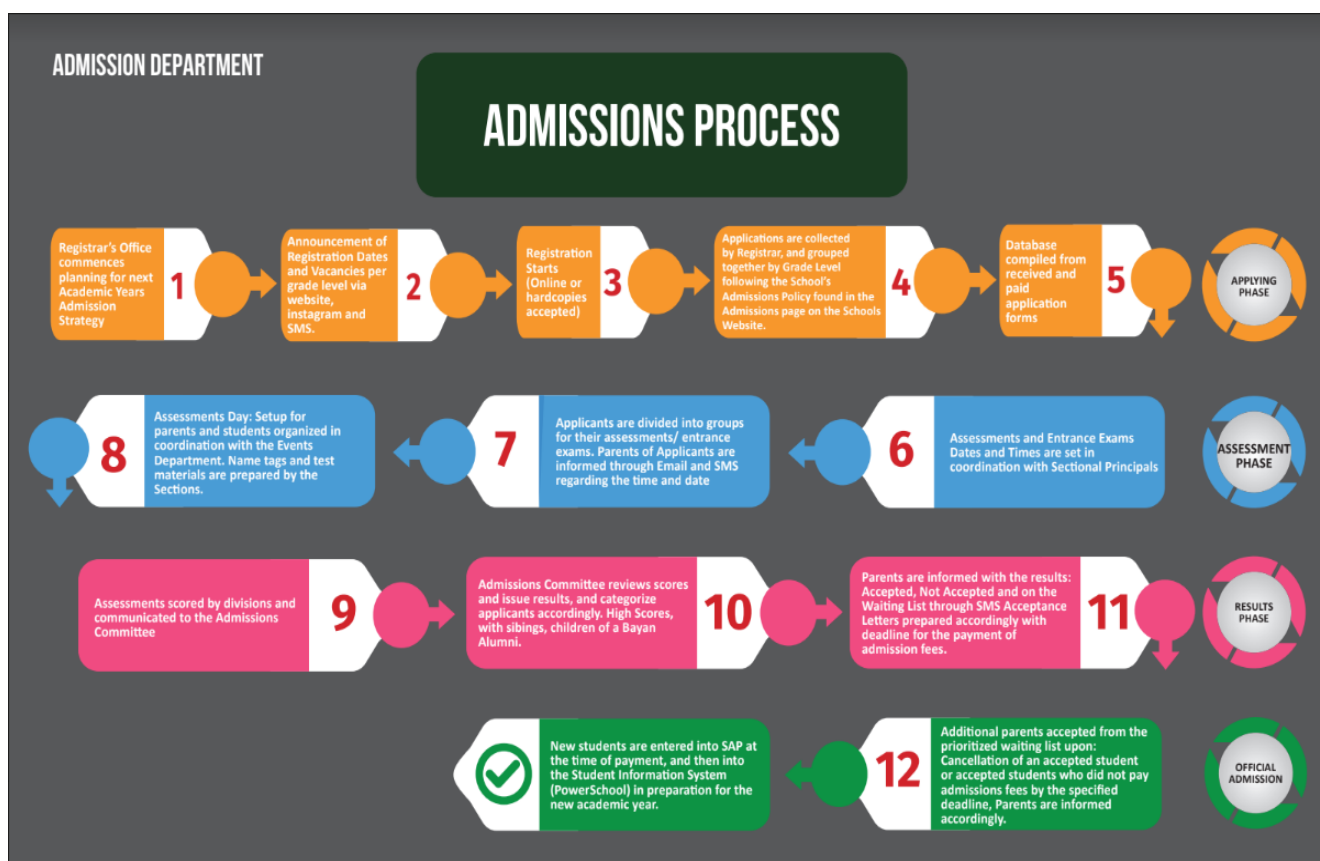 ADMISSION DEPARTMENT
ADMISSIONS PROCESS
Registrar's Office
commences
planning for next
Academic Years
Admission
Strategy
1
Announcement of
Registration Dates
and Vacancies per
grade level via
website,
instagram and
SMS.
2
Registration
Starts
(Online or
hardcopies
accepted)
3
Applications are collected
by Registrar, and grouped
together by Grade Level
following the School's
Admissions Policy found in the
Admissions page on the Schools
Website.
4
Database
compiled from
received and
paid
application
forms
5
APPLYING
PHASE
ASSESSMENT
PHASE
6
Assessments and Entrance Exams
Dates and Times are set in
coordination with Sectional Principals
7
Applicants are divided into groups
for their assessments/ entrance
exams. Parents of Applicants are
informed through Email and SMS
regarding the time and date
8
Assessments Day: Setup for
parents and students organized in
coordination with the Events
Department. Name tags and test
materials are prepared by the
Sections.
Assessments scored by divisions and
communicated to the Admissions
Committee
9
Admissions Committee reviews scores
and issue results, and categorize
applicants accordingly. High Scores,
with sibings, children of a Bayan
Alumni.
10
Parents are informed with the results:
Accepted, Not Accepted and on the
Waiting List through SMS Acceptance
Letters prepared accordingly with
deadline for the payment of
admission fees.
11
RESULTS
PHASE
OFFICIAL
ADMISSION
12
Additional parents accepted from the
prioritized waiting list upon:
Cancellation of an accepted student
or accepted students who did not pay
admissions fees by the specified
deadline, Parents are informed
accordingly.
New students are entered into SAP at
the time of payment, and then into
the Student Information System
(PowerSchool) in preparation for the
new academic year.